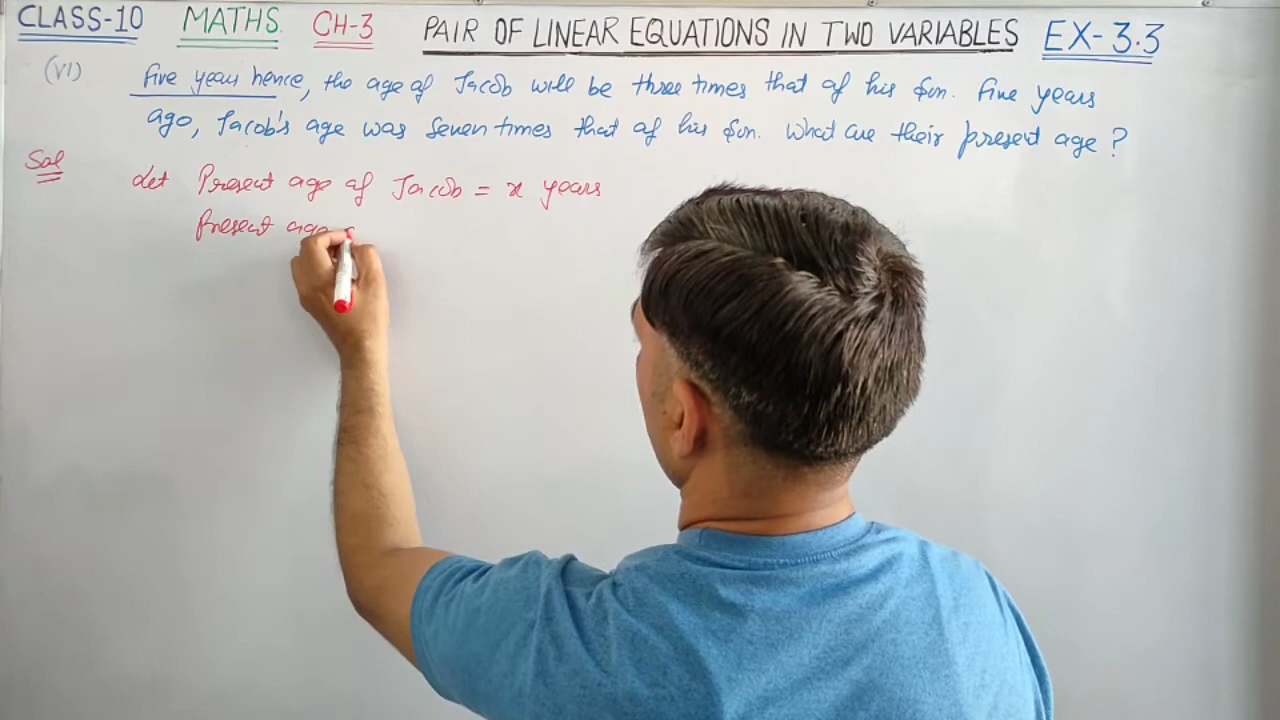 CLASS-10 MATHS. CH-3 PAIR OF LINEAR EQUATIONS IN TWO VARIABLES EX-3.3
(VI) Five years hence, the age of Jacob will be three times that of his son. Five years
ago, Jacob's age was seven times that of his son. What are their present age?
Sol
Let Present age of Jacob = x years
Present age